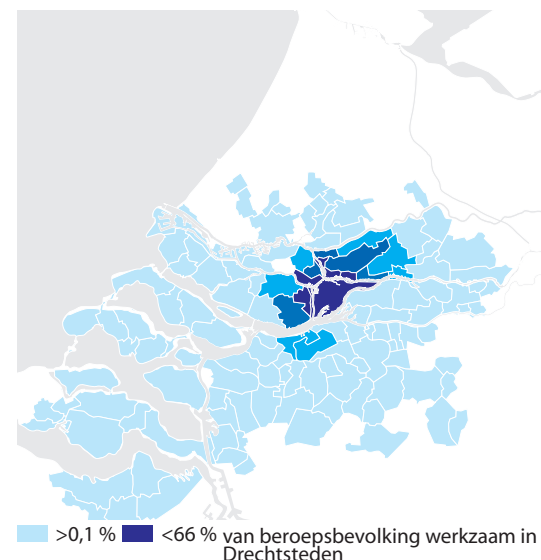 >0,1 % <66 % van beroepsbevolking werkzaam in
Drechtsteden